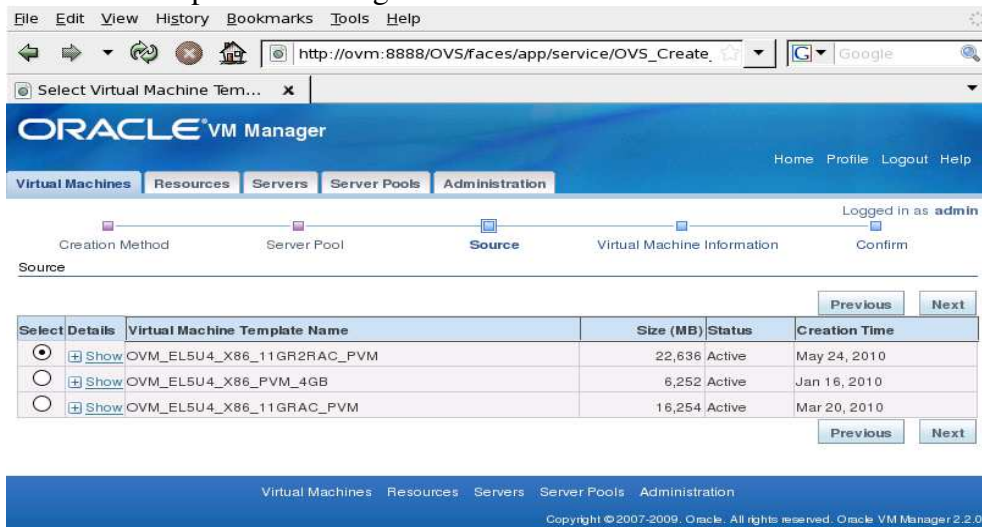 File Edit View History Bookmarks Tools Help
http://ovm:8888/OVS/faces/app/service/OVS_Create_ Google
Select Virtual Machine Tem...
ORACLE VM Manager
Home Profile Logout Help
Virtual Machines Resources Servers Server Pools Administration
Logged in as admin
Creation Method Server Pool Source Virtual Machine Information Confirm
Source
Previous Next
Select Details Virtual Machine Template Name Size (MB) Status Creation Time
Show OVM_EL5U4_X86_11GR2RAC_PVM 22,636 Active May 24, 2010
Show OVM_EL5U4_X86_PVM_4GB 6,252 Active Jan 16, 2010
Show OVM_EL5U4_X86_11GRAC_PVM 16,254 Active Mar 20, 2010
Previous Next
Virtual Machines Resources Servers Server Pools Administration
Copyright ©2007-2009. Oracle. All rights reserved. Oracle VM Manager 2.2.0